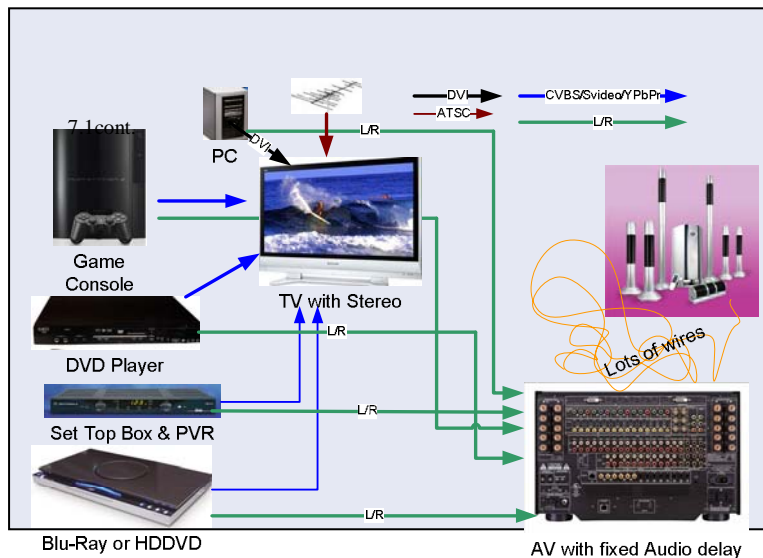 DVI
CVBS/Svideo/YPbPr
ATSC
L/R
L/R
7.1cont.
DVI
PC
Game
Console
TV with Stereo
DVD Player
L/R
Lots of wires
Set Top Box & PVR
L/R
L/R
Blu-Ray or HDDVD
AV with fixed Audio delay